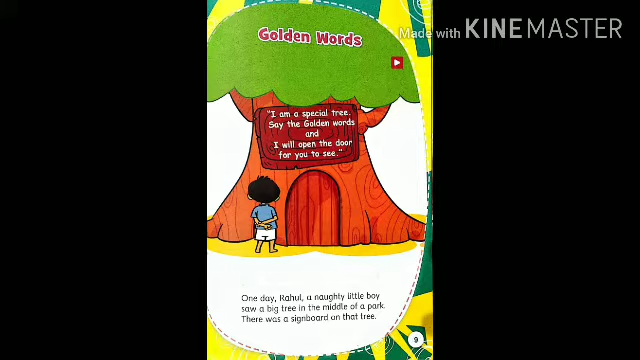 Made with KINEMASTER
Golden Words
"I am a special tree.
Say the Golden words
and
I will open the door
for you to see."
One day, Rahul, a naughty little boy
saw a big tree in the middle of a park.
There was a signboard on that tree.
9